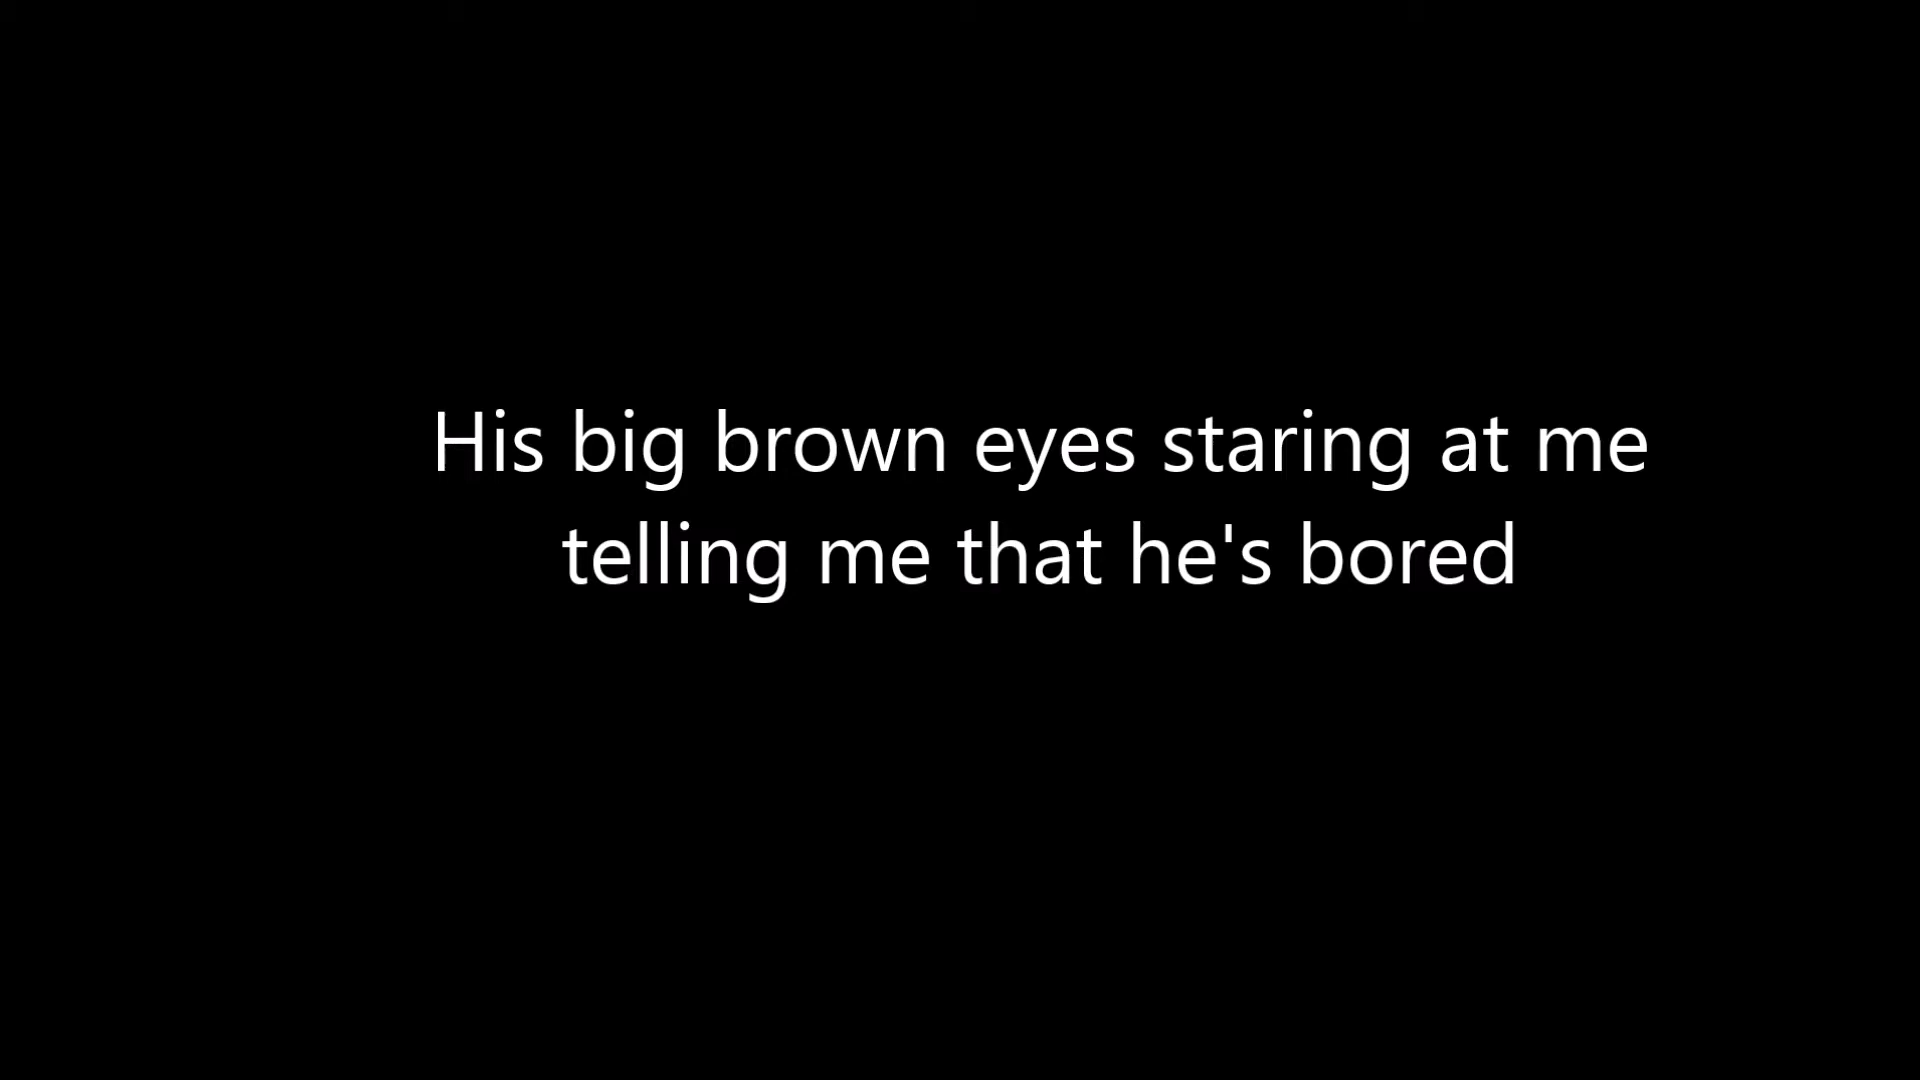 His big brown eyes staring at me
telling me that he's bored